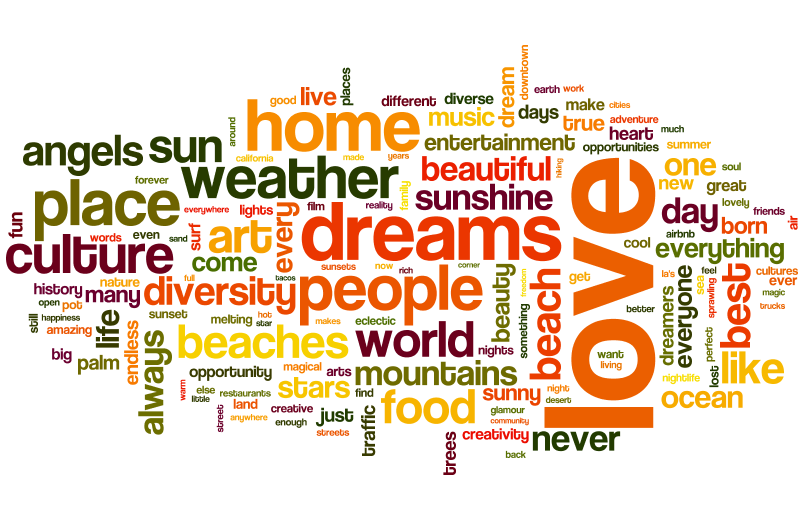 downtown
earth
work
places
live
good
different
diverse
dream
make
cities
adventure
days
music
true
heart
much
home
around
entertainment
opportunities
summer
angels
sun
california
made
years
beautiful
hiking
one
soul
weather
forever
family
sunshine
new
great
place
everywhere
lights
film
reality
love
day
lovely
friends
fun
words
even
sand
surf
art
every
dreams
cool
airbnb
born
air
culture
come
everything
sunsets
now
rich
corner
history
nature
many
full
diversity
tacos
people
beauty
freedom
beach
get
la's
sea
feel
cultures
ever
open
pot
magic
sprawling
best
trucks
still
happiness
amazing
life
sunset
melting
hot
star
makes
eclectic
something
better
dreamers
everyone
big
palm
endless
always
beaches
world
nights
want
living
perfect
lost
like
warm
opportunity
magical
arts
mountains
nightlife
else
little
restaurants
stars
find
sunny
night
desert
ocean
street
land
anywhere
creative
enough
just
streets
traffic
food
glamour
community
creativity
trees
never
back